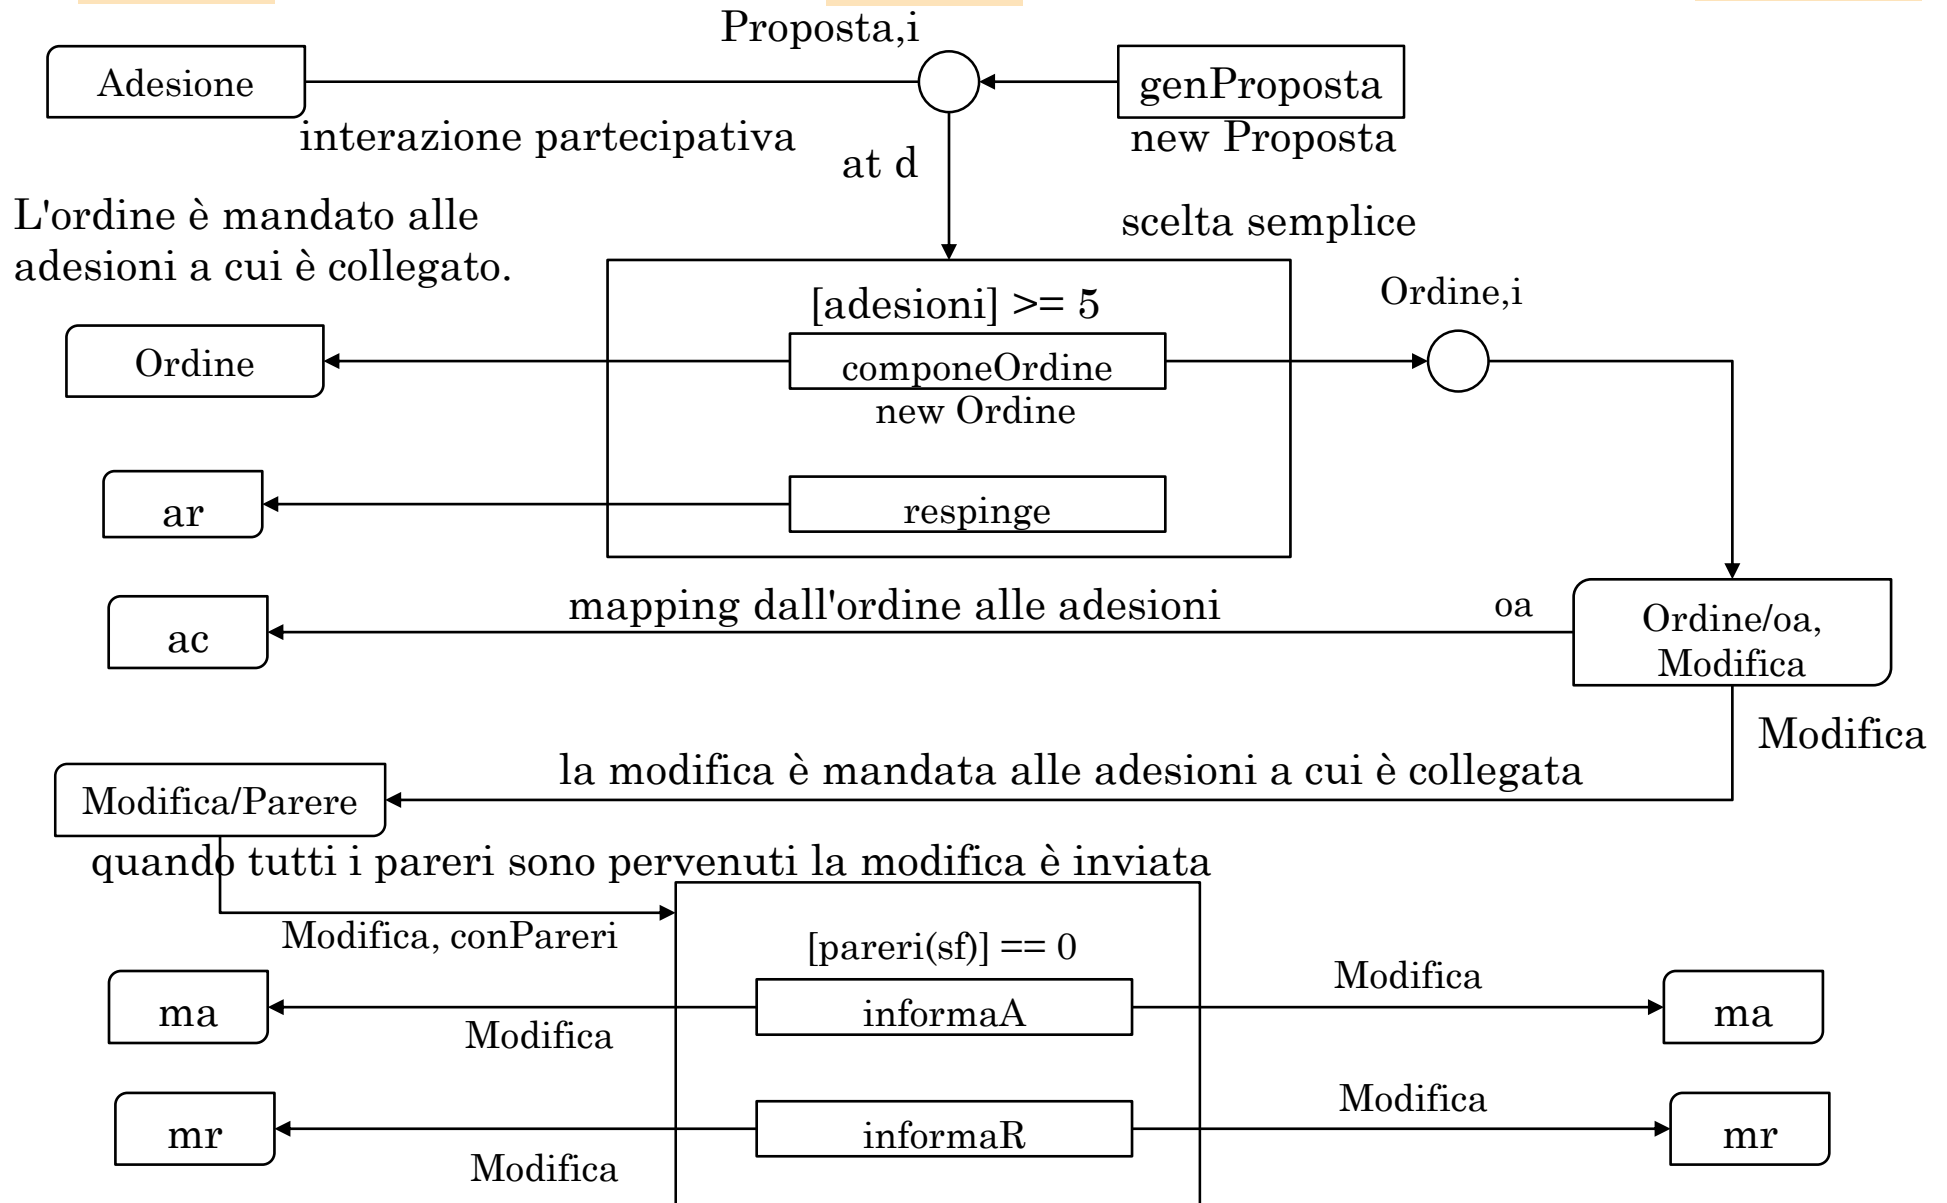 Proposta,i
Adesione
genProposta
interazione partecipativa
new Proposta
at d
L'ordine è mandato alle
adesioni a cui è collegato.
scelta semplice
[adesioni] >= 5
Ordine,i
Ordine
componeOrdine
new Ordine
ar
respinge
mapping dall'ordine alle adesioni
oa
ac
Ordine/oa,
Modifica
Modifica
la modifica è mandata alle adesioni a cui è collegata
Modifica/Parere
quando tutti i pareri sono pervenuti la modifica è inviata
Modifica, conPareri
[pareri(sf)] == 0
Modifica
ma
informaA
ma
Modifica
Modifica
mr
informaR
mr
Modifica